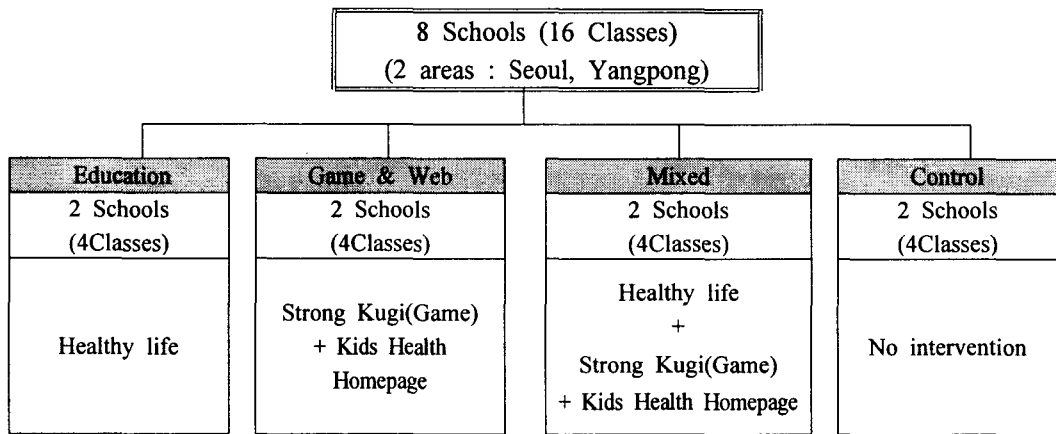 8 Schools (16 Classes)
(2 areas : Seoul, Yangpong)
Education
2 Schools
(4Classes)
Healthy life
Game & Web
2 Schools
(4Classes)
Strong Kugi(Game)
+ Kids Health
Homepage
Mixed
2 Schools
(4Classes)
Healthy life
+
Strong Kugi(Game)
+ Kids Health Homepage
Control
2 Schools
(4Classes)
No intervention